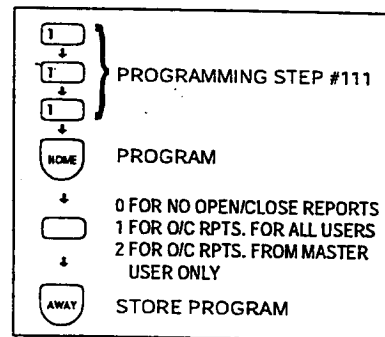 1
1
1
PROGRAMMING STEP #111
HOME
PROGRAM
0 FOR NO OPEN/CLOSE REPORTS
1 FOR O/C RPTS. FOR ALL USERS
2 FOR O/C RPTS. FROM MASTER
USER ONLY
AWAY
STORE PROGRAM